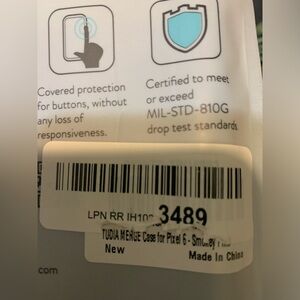 Covered protection
for buttons, without
any loss of
responsiveness.
Certified to meet
or exceed
MIL-STD-810G
drop test standards
LPN RR IH10
3489
TUDIA MERGE Case for Pixel 6 -
New
Made In China
com